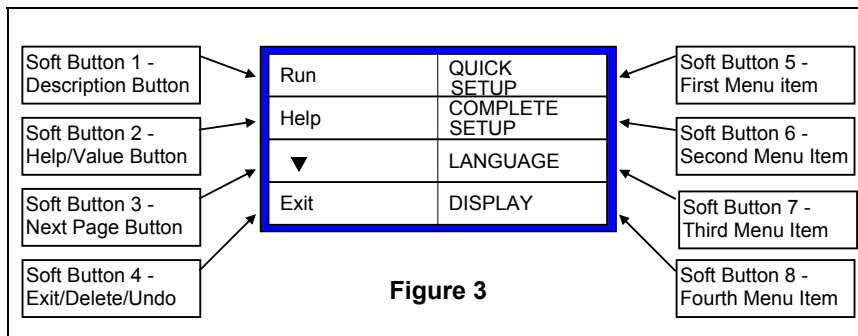 Soft Button 1 -
Description Button
Soft Button 2 -
Help/Value Button
Soft Button 3 -
Next Page Button
Soft Button 4 -
Exit/Delete/Undo
Run
QUICK
SETUP
Help
COMPLETE
SETUP
▼
LANGUAGE
Exit
DISPLAY
Soft Button 5 -
First Menu item
Soft Button 6 -
Second Menu Item
Soft Button 7 -
Third Menu Item
Soft Button 8 -
Fourth Menu Item
Figure 3